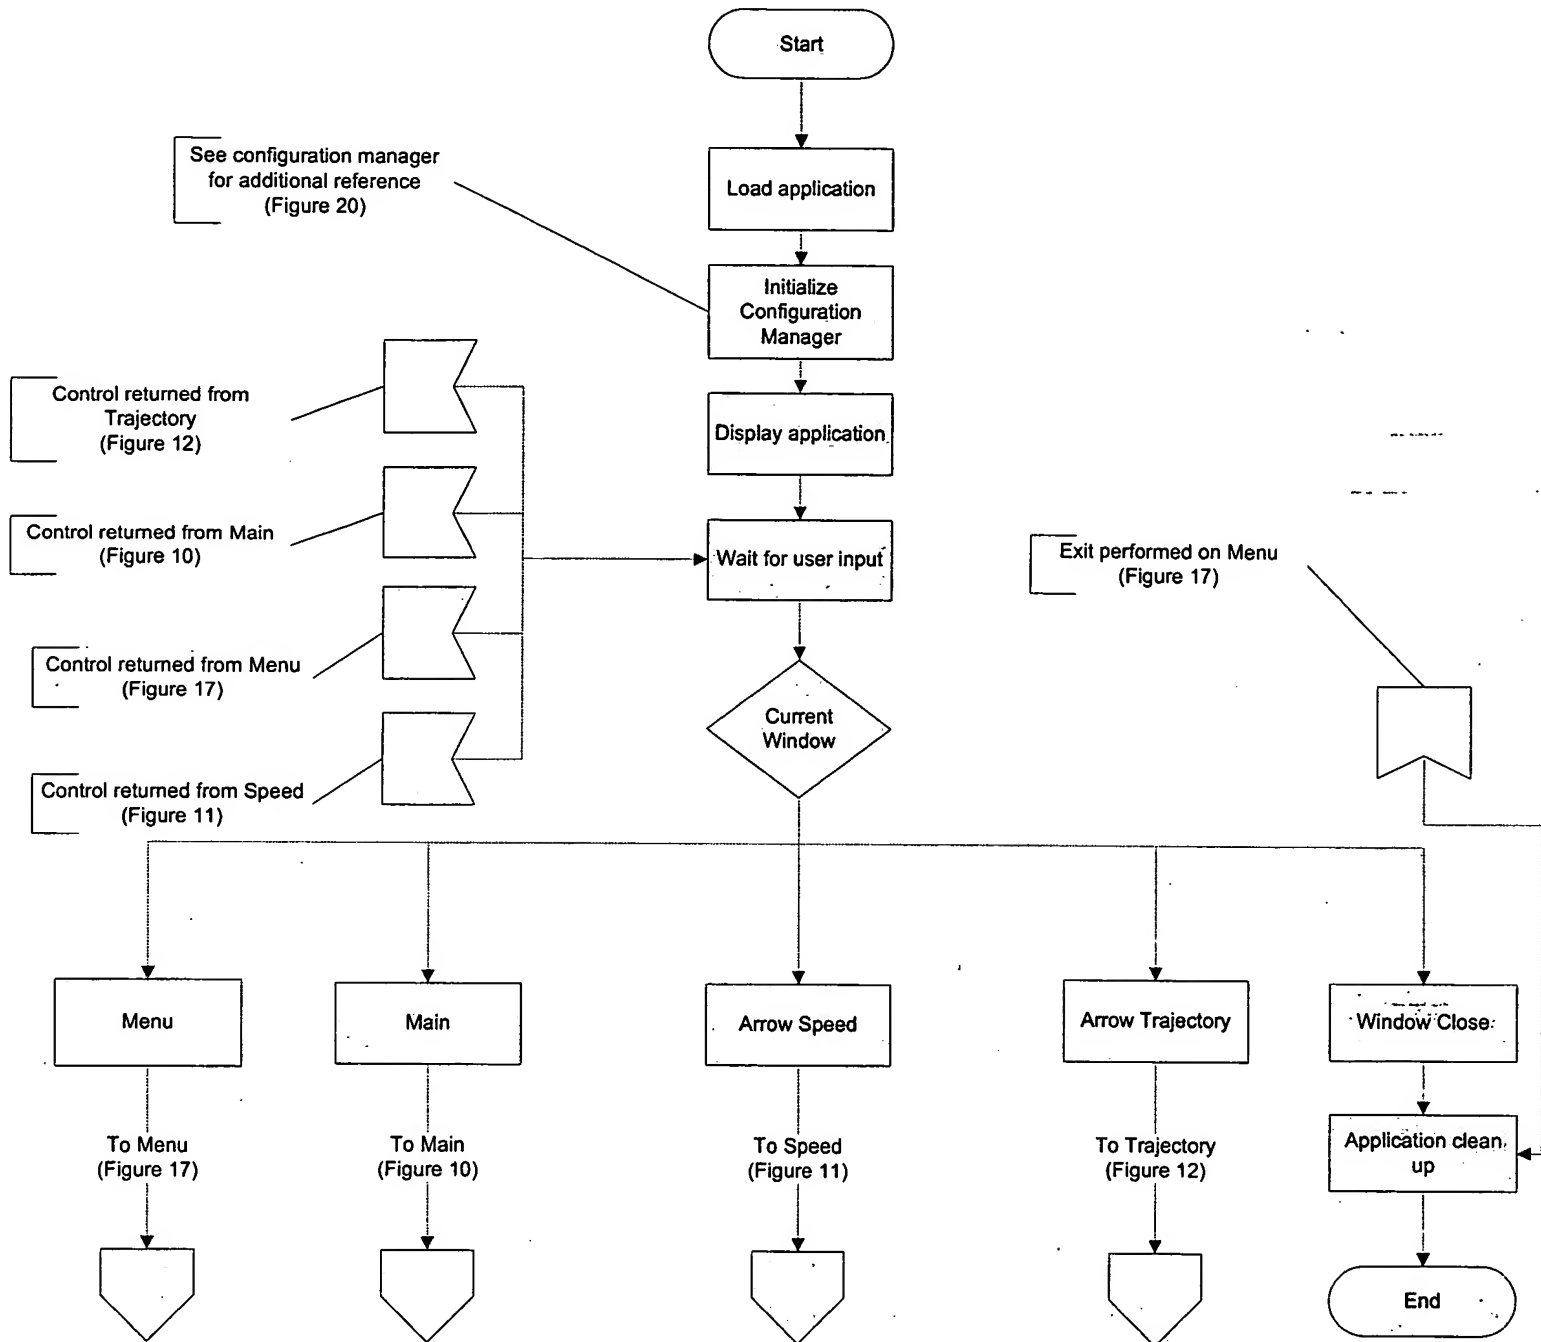 Start
Load application
See configuration manager
for additional reference
(Figure 20)
Initialize
Configuration
Manager
Control returned from
Trajectory
(Figure 12)
Display application
Control returned from Main
(Figure 10)
Wait for user input
Exit performed on Menu
(Figure 17)
Control returned from Menu
(Figure 17)
Current
Window
Control returned from Speed
(Figure 11)
Menu
Main
Arrow Speed
Arrow Trajectory
Window Close
To Menu
(Figure 17)
To Main
(Figure 10)
To Speed
(Figure 11)
To Trajectory
(Figure 12)
Application clean
up
End